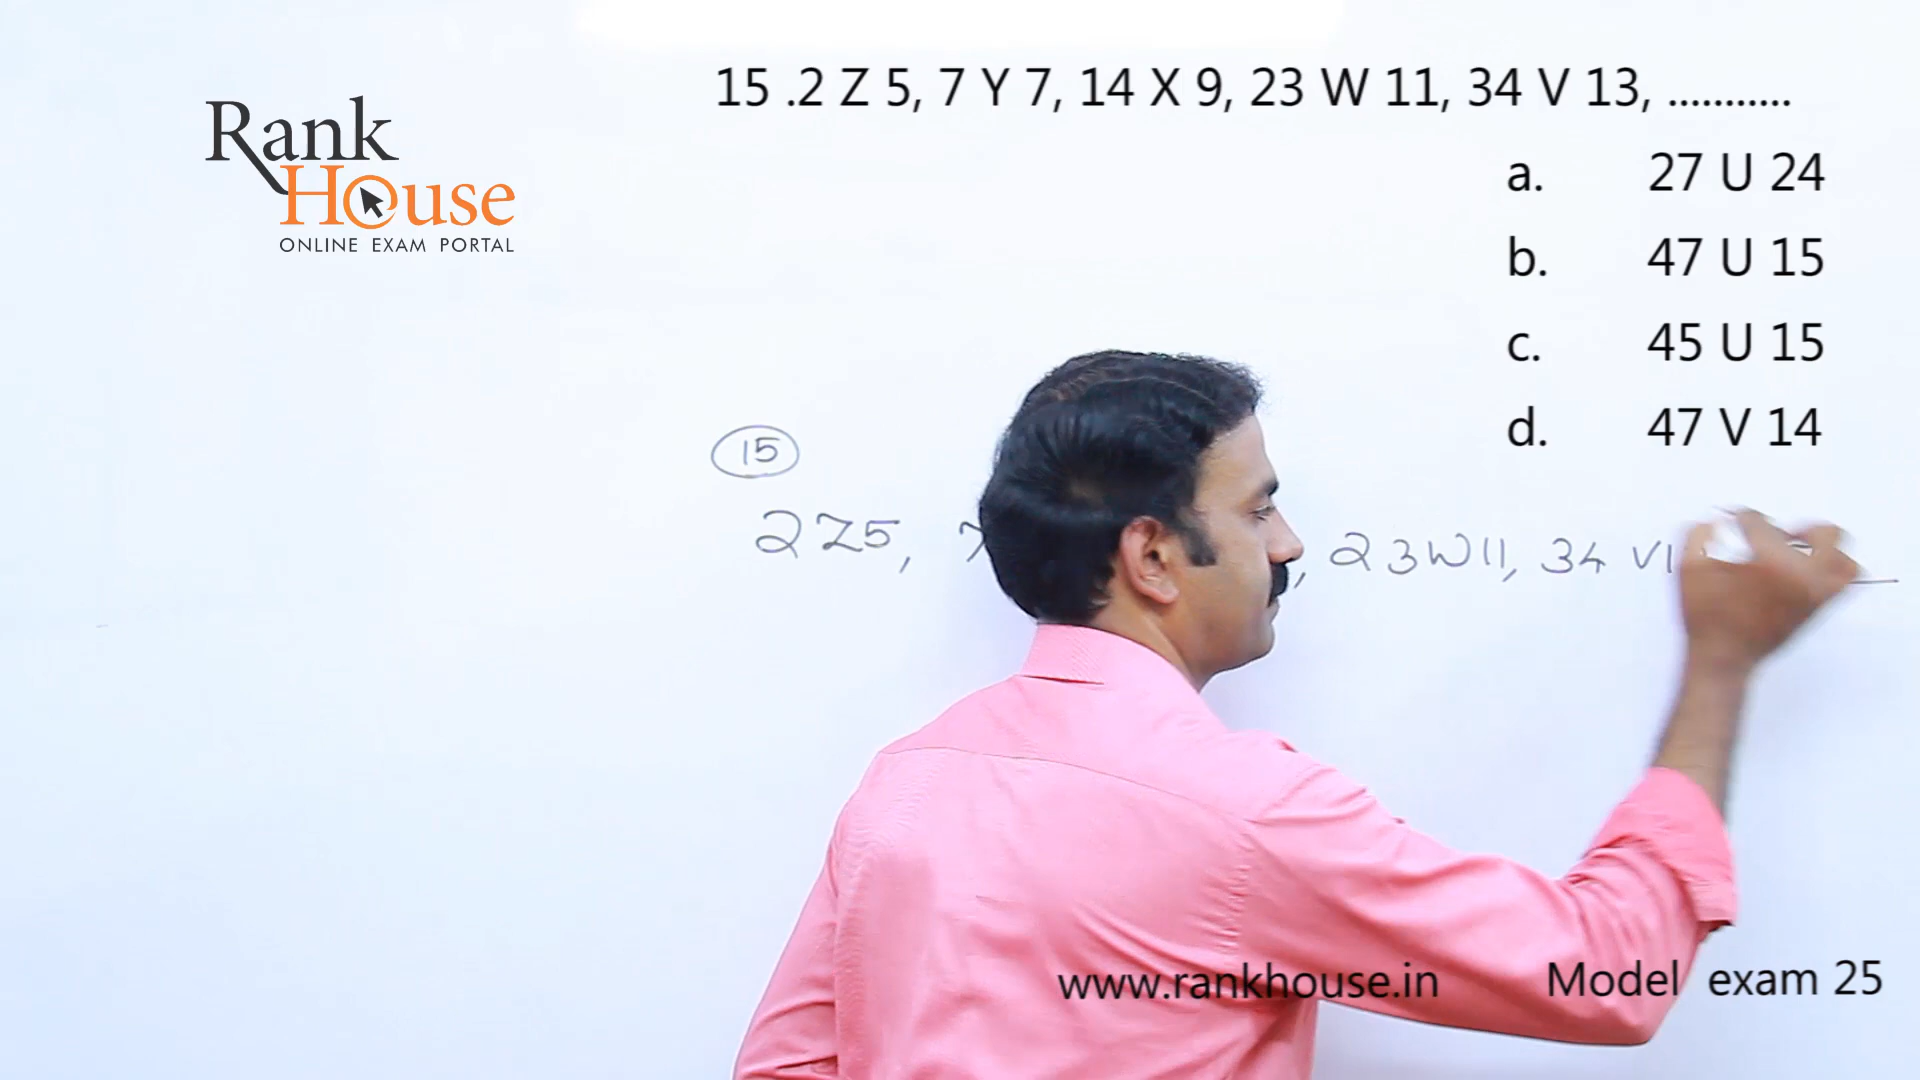 15 .2 Z 5, 7 Y 7, 14 X 9, 23 W 11, 34 V 13, ...........
Rank
House
ONLINE EXAM PORTAL
a. 27 U 24
b. 47 U 15
c. 45 U 15
d. 47 V 14
15
2Z5, , 23W11, 34 V1
www.rankhouse.in Model exam 25